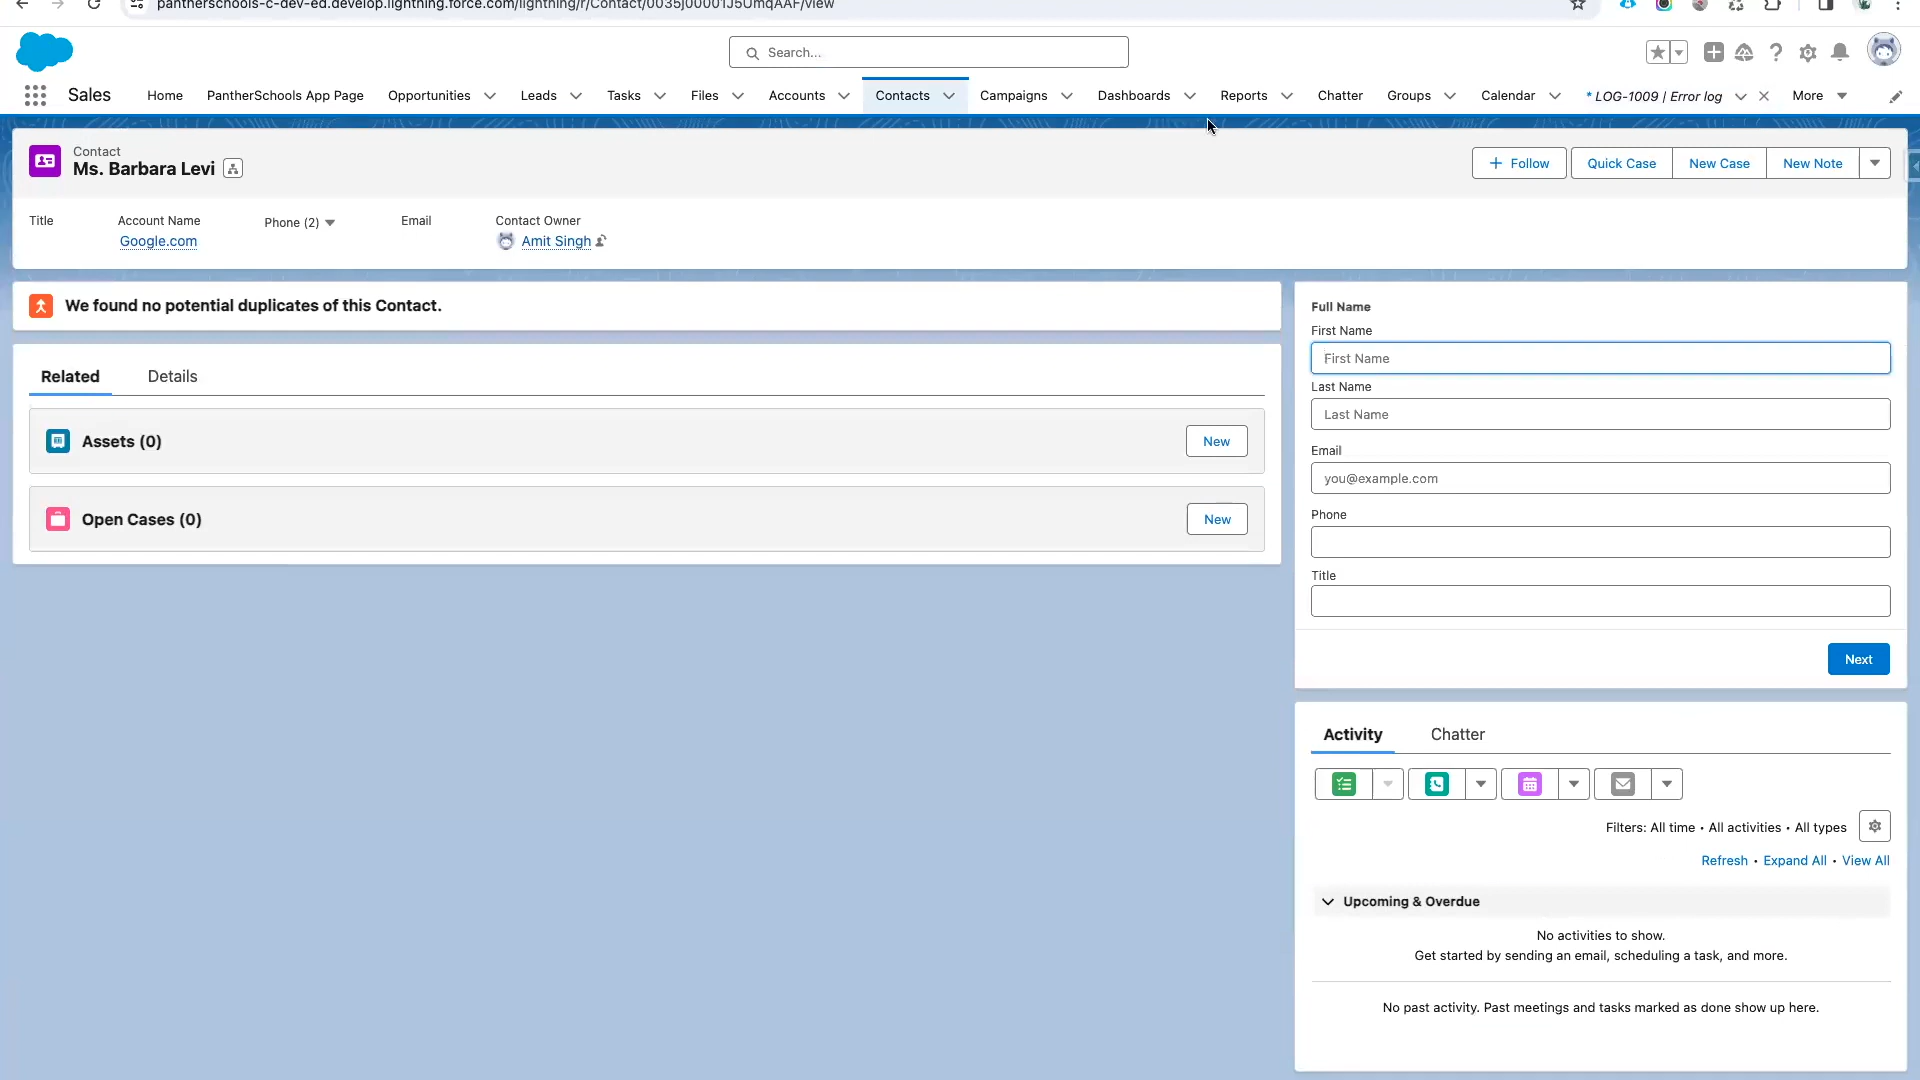 pantherschools-c-dev-ed.develop.lightning.force.com/lightning/r/Contact/0035j00001J5UmqAAF/view
Search...
Sales
Home
PantherSchools App Page
Opportunities
Leads
Tasks
Files
Accounts
Contacts
Campaigns
Dashboards
Reports
Chatter
Groups
Calendar
* LOG-1009 | Error log
More
Contact
Ms. Barbara Levi
Follow
Quick Case
New Case
New Note
Title
Account Name
Phone (2)
Email
Contact Owner
Google.com
Amit Singh
We found no potential duplicates of this Contact.
Related
Details
Assets (0)
New
Open Cases (0)
New
Full Name
First Name
First Name
Last Name
Last Name
Email
you@example.com
Phone
Title
Next
Activity
Chatter
Filters: All time • All activities • All types
Refresh • Expand All • View All
Upcoming & Overdue
No activities to show.
Get started by sending an email, scheduling a task, and more.
No past activity. Past meetings and tasks marked as done show up here.